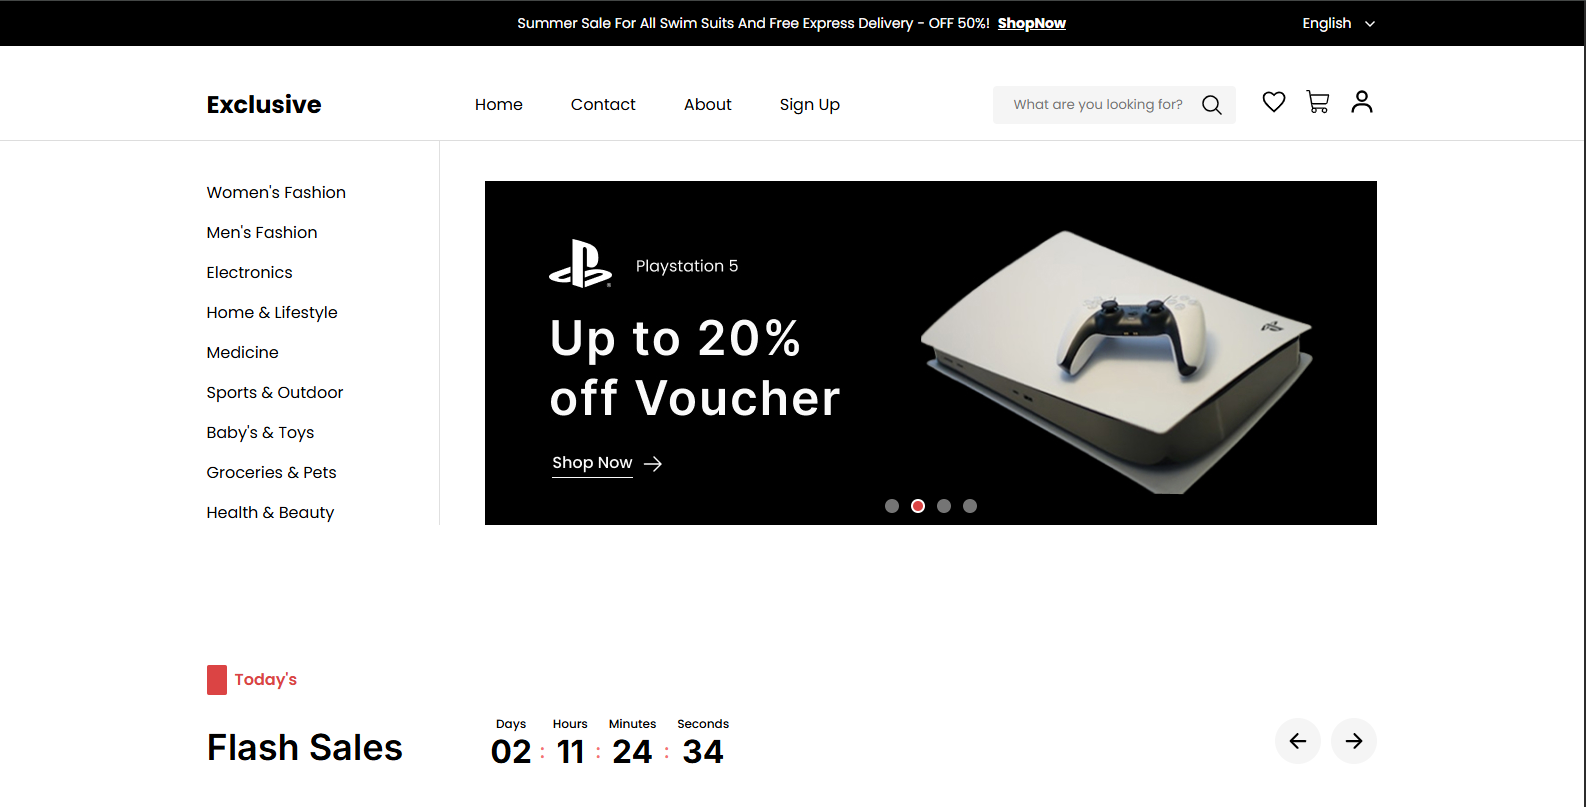 Summer Sale For All Swim Suits And Free Express Delivery - OFF 50%! ShopNow
English
Exclusive
Home
Contact
About
Sign Up
What are you looking for?
Women's Fashion
Men's Fashion
Electronics
Home & Lifestyle
Medicine
Sports & Outdoor
Baby's & Toys
Groceries & Pets
Health & Beauty
Playstation 5
Up to 20%
off Voucher
Shop Now
Today's
Flash Sales
Days Hours Minutes Seconds
02 : 11 : 24 : 34